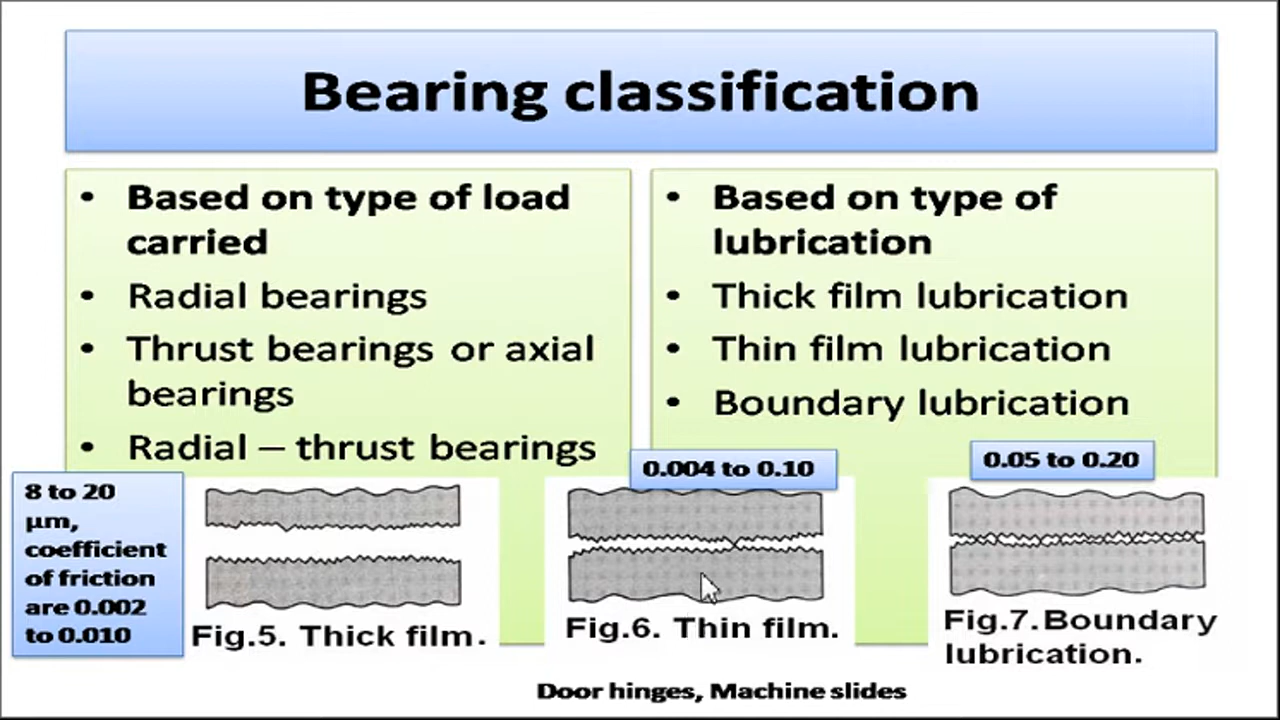 Bearing classification
• Based on type of load
carried
• Radial bearings
• Thrust bearings or axial
bearings
• Radial – thrust bearings
• Based on type of
lubrication
• Thick film lubrication
• Thin film lubrication
• Boundary lubrication
8 to 20
μm,
coefficient
of friction
are 0.002
to 0.010
Fig.5. Thick film.
0.004 to 0.10
Fig.6. Thin film.
0.05 to 0.20
Fig.7.Boundary
lubrication.
Door hinges, Machine slides